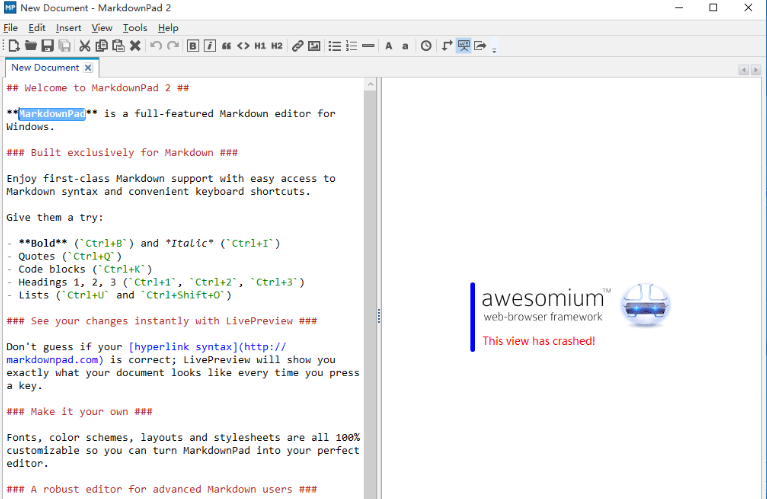 MP New Document - MarkdownPad 2
File Edit Insert View Tools Help
B I “ <> H1 H2 A a
New Document
## Welcome to MarkdownPad 2 ##
**MarkdownPad** is a full-featured Markdown editor for
Windows.
### Built exclusively for Markdown ###
Enjoy first-class Markdown support with easy access to
Markdown syntax and convenient keyboard shortcuts.
Give them a try:
- **Bold** (`Ctrl+B`) and *Italic* (`Ctrl+I`)
- Quotes (`Ctrl+Q`)
- Code blocks (`Ctrl+K`)
- Headings 1, 2, 3 (`Ctrl+1`, `Ctrl+2`, `Ctrl+3`)
- Lists (`Ctrl+U` and `Ctrl+Shift+O`)
### See your changes instantly with LivePreview ###
Don't guess if your [hyperlink syntax](http://
markdownpad.com) is correct; LivePreview will show you
exactly what your document looks like every time you press
a key.
### Make it your own ###
Fonts, color schemes, layouts and stylesheets are all 100%
customizable so you can turn MarkdownPad into your perfect
editor.
### A robust editor for advanced Markdown users ###
awesomium™
web-browser framework
This view has crashed!